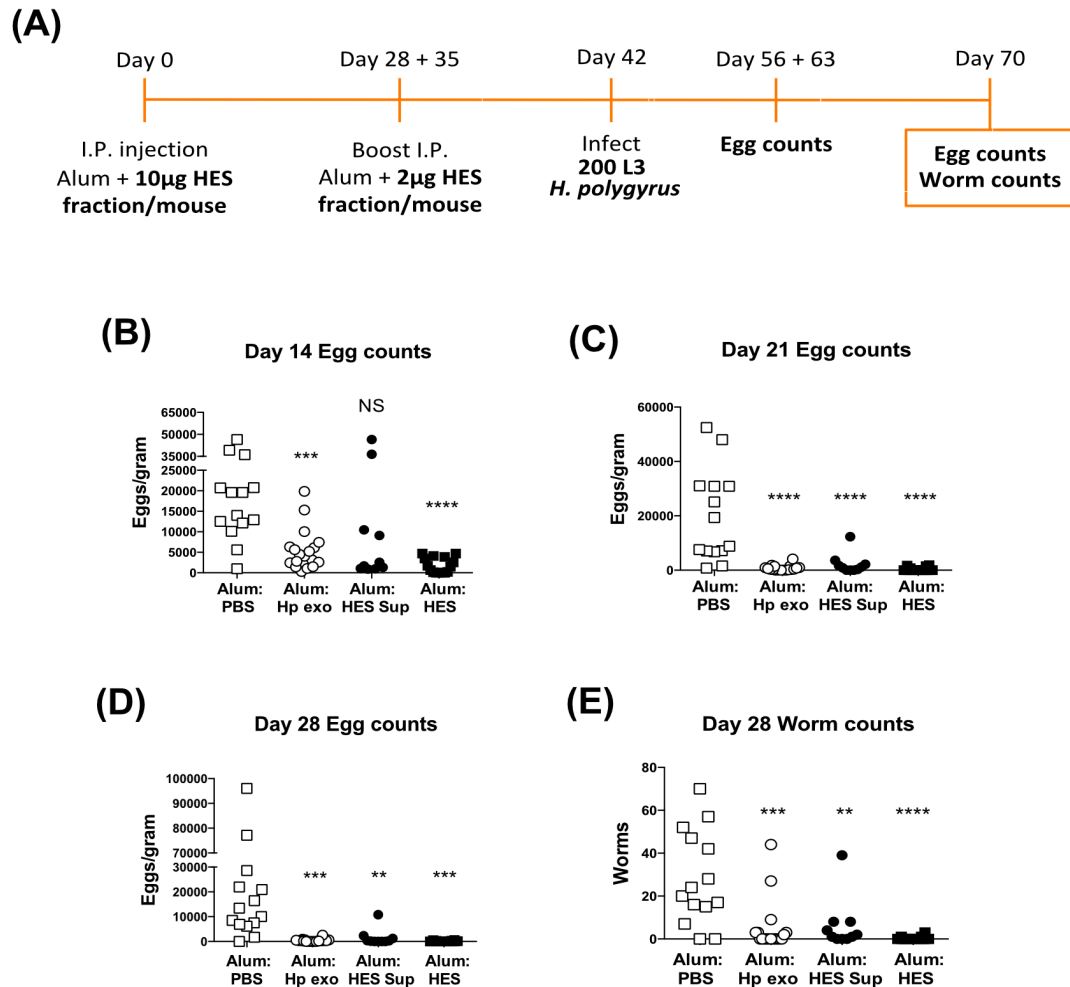 (A)
Day 0
Day 28 + 35
Day 42
Day 56 + 63
Day 70
I.P. injection
Alum + 10µg HES
fraction/mouse
Boost I.P.
Alum + 2µg HES
fraction/mouse
Infect
200 L3
H. polygyrus
Egg counts
Egg counts
Worm counts
(B)
Day 14 Egg counts
Eggs/gram
65000
50000
35000
25000
20000
15000
10000
5000
0
***
NS
****
Alum: PBS
Alum: Hp exo
Alum: HES Sup
Alum: HES
(C)
Day 21 Egg counts
Eggs/gram
60000
40000
20000
0
****
****
****
Alum: PBS
Alum: Hp exo
Alum: HES Sup
Alum: HES
(D)
Day 28 Egg counts
Eggs/gram
100000
90000
80000
70000
30000
20000
10000
0
***
**
***
Alum: PBS
Alum: Hp exo
Alum: HES Sup
Alum: HES
(E)
Day 28 Worm counts
Worms
80
60
40
20
0
***
**
****
Alum: PBS
Alum: Hp exo
Alum: HES Sup
Alum: HES